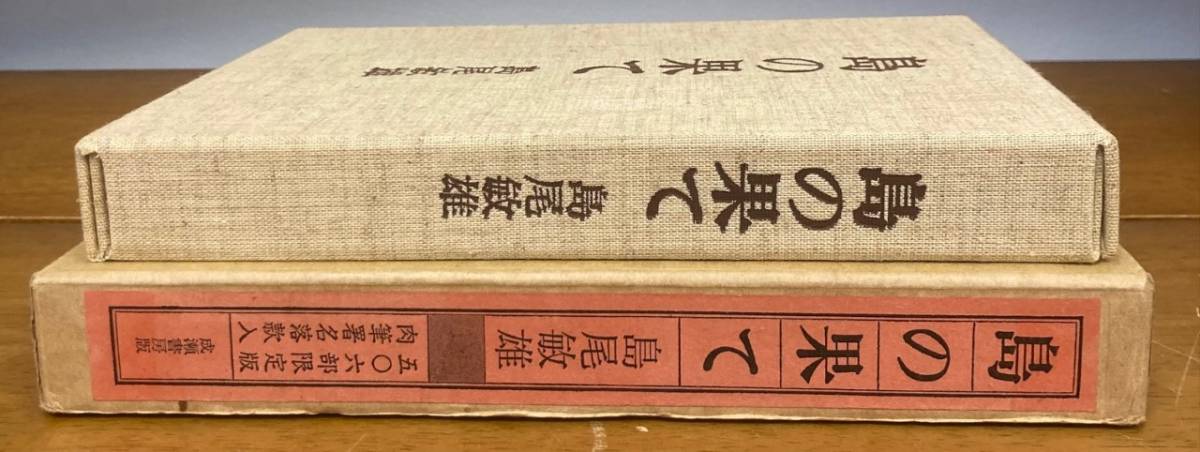 島の果て
島尾敏雄
島の果て
島尾敏雄
島の果て
島尾敏雄
五〇六部限定版
肉筆署名落款入
成瀬書房版